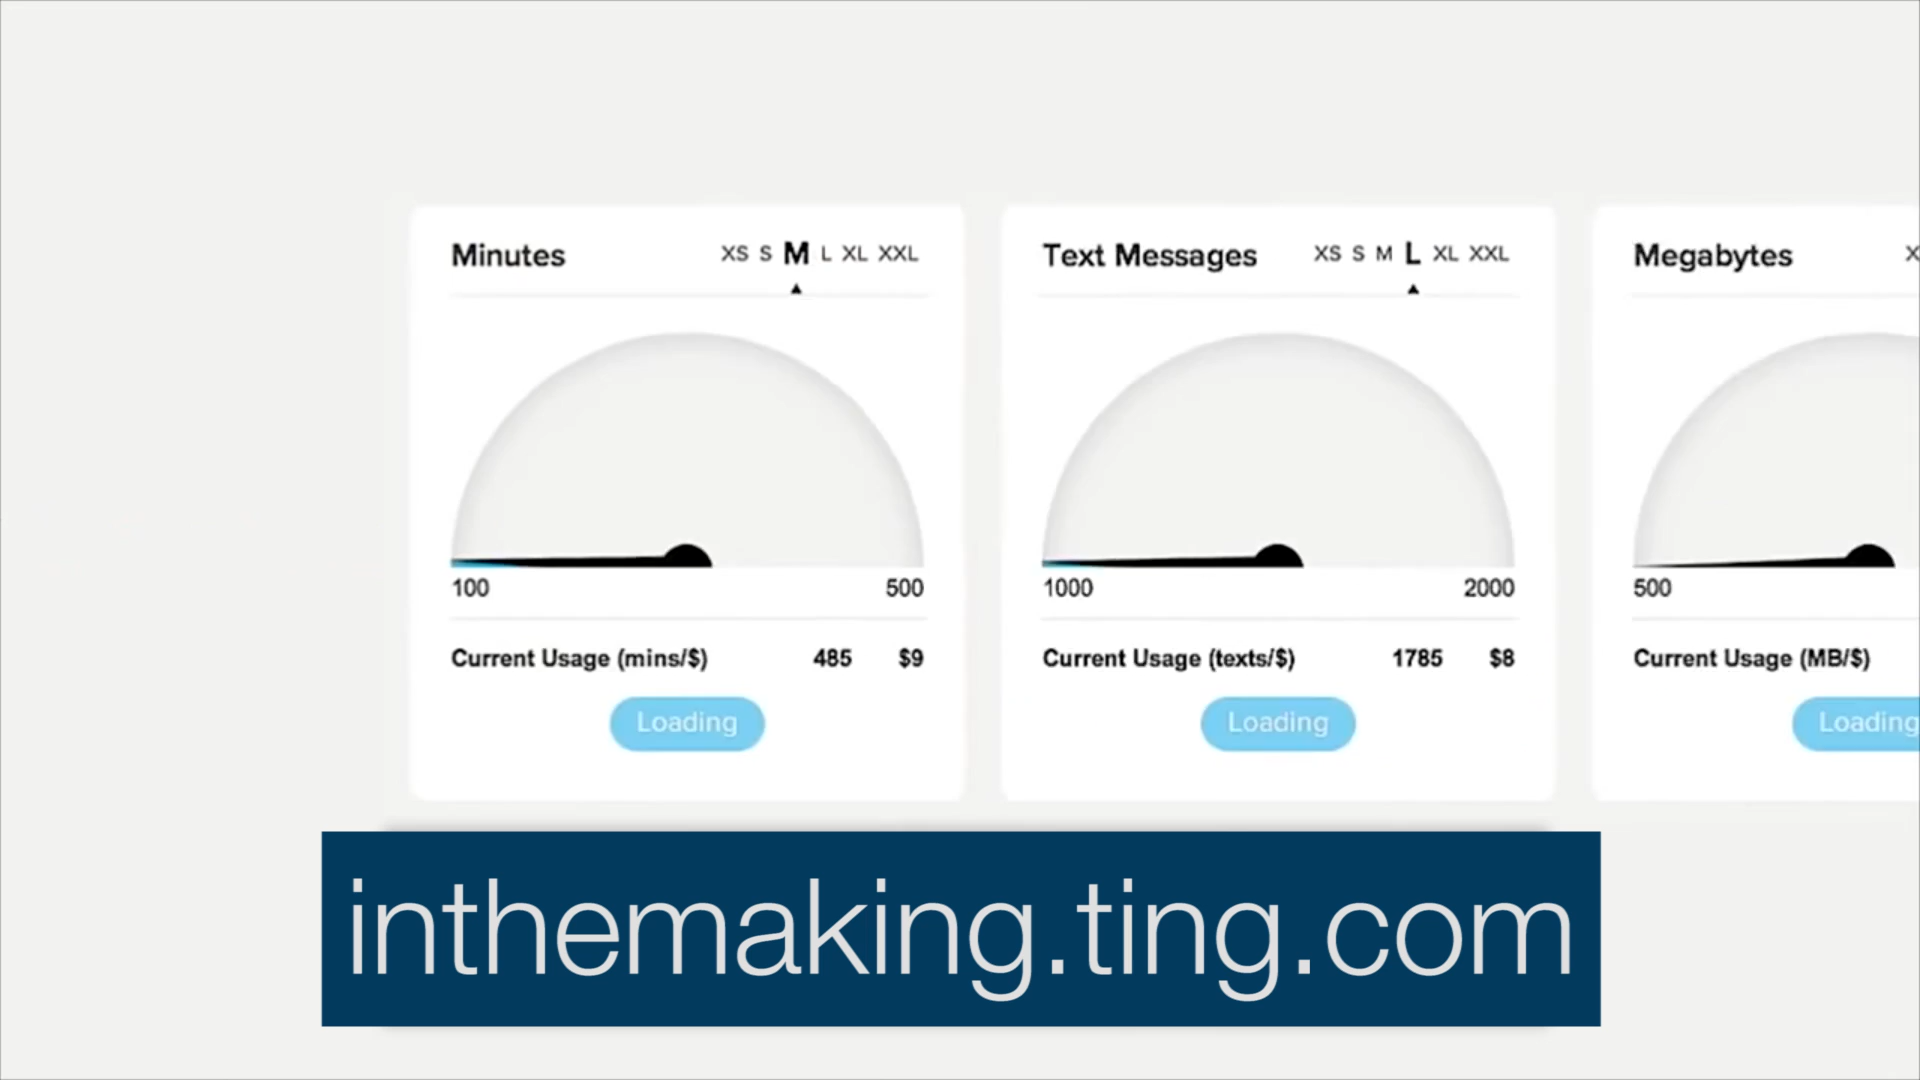 Minutes XS S M L XL XXL
100 500
Current Usage (mins/$) 485 $9
Loading
Text Messages XS S M L XL XXL
1000 2000
Current Usage (texts/$) 1785 $8
Loading
Megabytes
500
Current Usage (MB/$)
Loading
inthemaking.ting.com